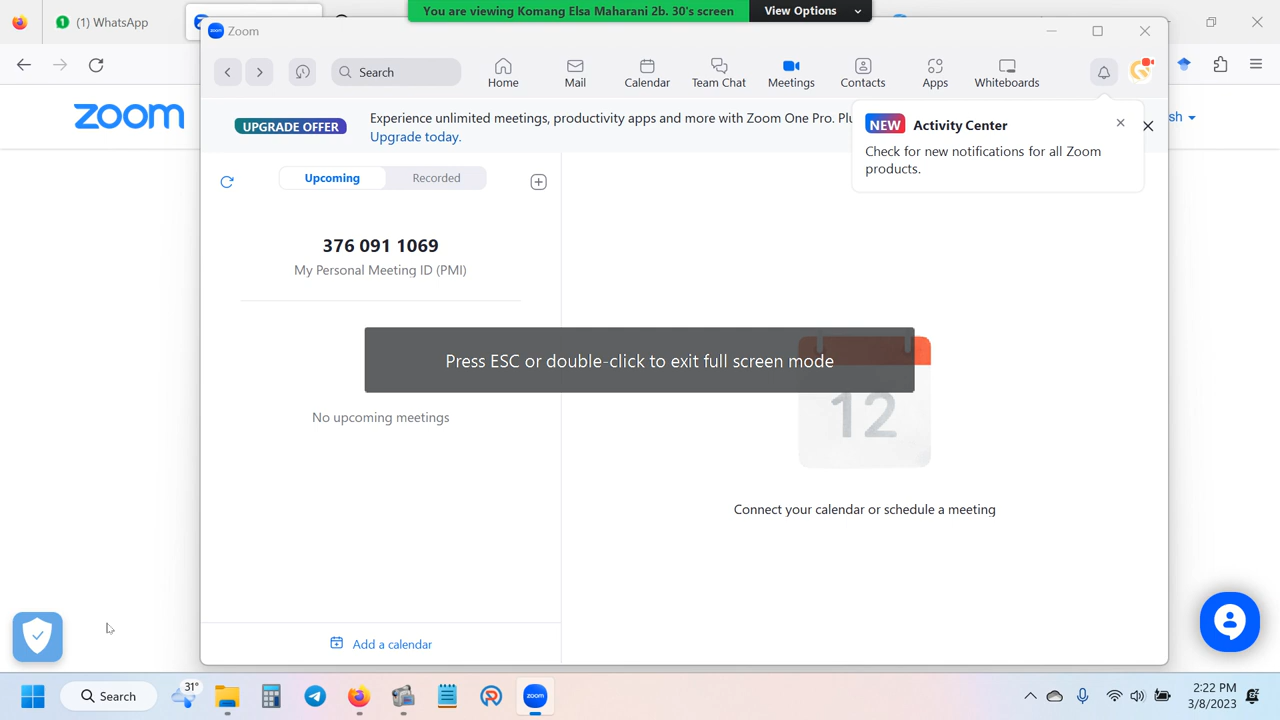 You are viewing Komang Elsa Maharani 2b. 30's screen
View Options
(1) WhatsApp
zoom
Zoom
Search
Home
Mail
Calendar
Team Chat
Meetings
Contacts
Apps
Whiteboards
UPGRADE OFFER
Experience unlimited meetings, productivity apps and more with Zoom One Pro. Plu
Upgrade today.
NEW Activity Center
Check for new notifications for all Zoom
products.
sh
Upcoming
Recorded
376 091 1069
My Personal Meeting ID (PMI)
Press ESC or double-click to exit full screen mode
12
No upcoming meetings
Connect your calendar or schedule a meeting
Add a calendar
Search
31°
zoom
2:22 PM
3/8/2023